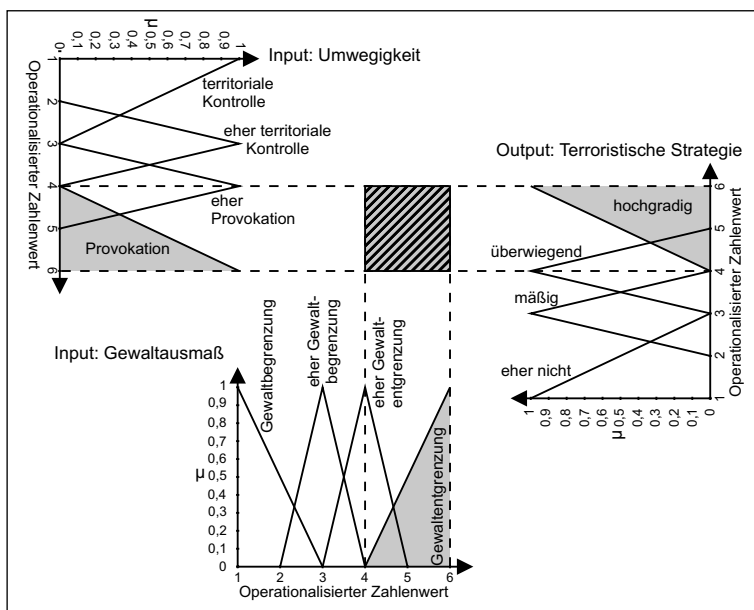 µ
0 0,1 0,2 0,3 0,4 0,5 0,6 0,7 0,8 0,9 1
Input: Umwegigkeit
Operationalisierter Zahlenwert
1 2 3 4 5 6
territoriale
Kontrolle
eher territoriale
Kontrolle
eher
Provokation
Provokation
Output: Terroristische Strategie
hochgradig
überwiegend
mäßig
eher nicht
6 5 4 3 2 1
Operationalisierter Zahlenwert
1 0,9 0,8 0,7 0,6 0,5 0,4 0,3 0,2 0,1 0
µ
Input: Gewaltausmaß
Gewaltbegrenzung
eher Gewalt-
begrenzung
eher Gewalt-
entgrenzung
Gewaltentgrenzung
1
0,9
0,8
0,7
0,6
µ 0,5
0,4
0,3
0,2
0,1
0
1 2 3 4 5 6
Operationalisierter Zahlenwert